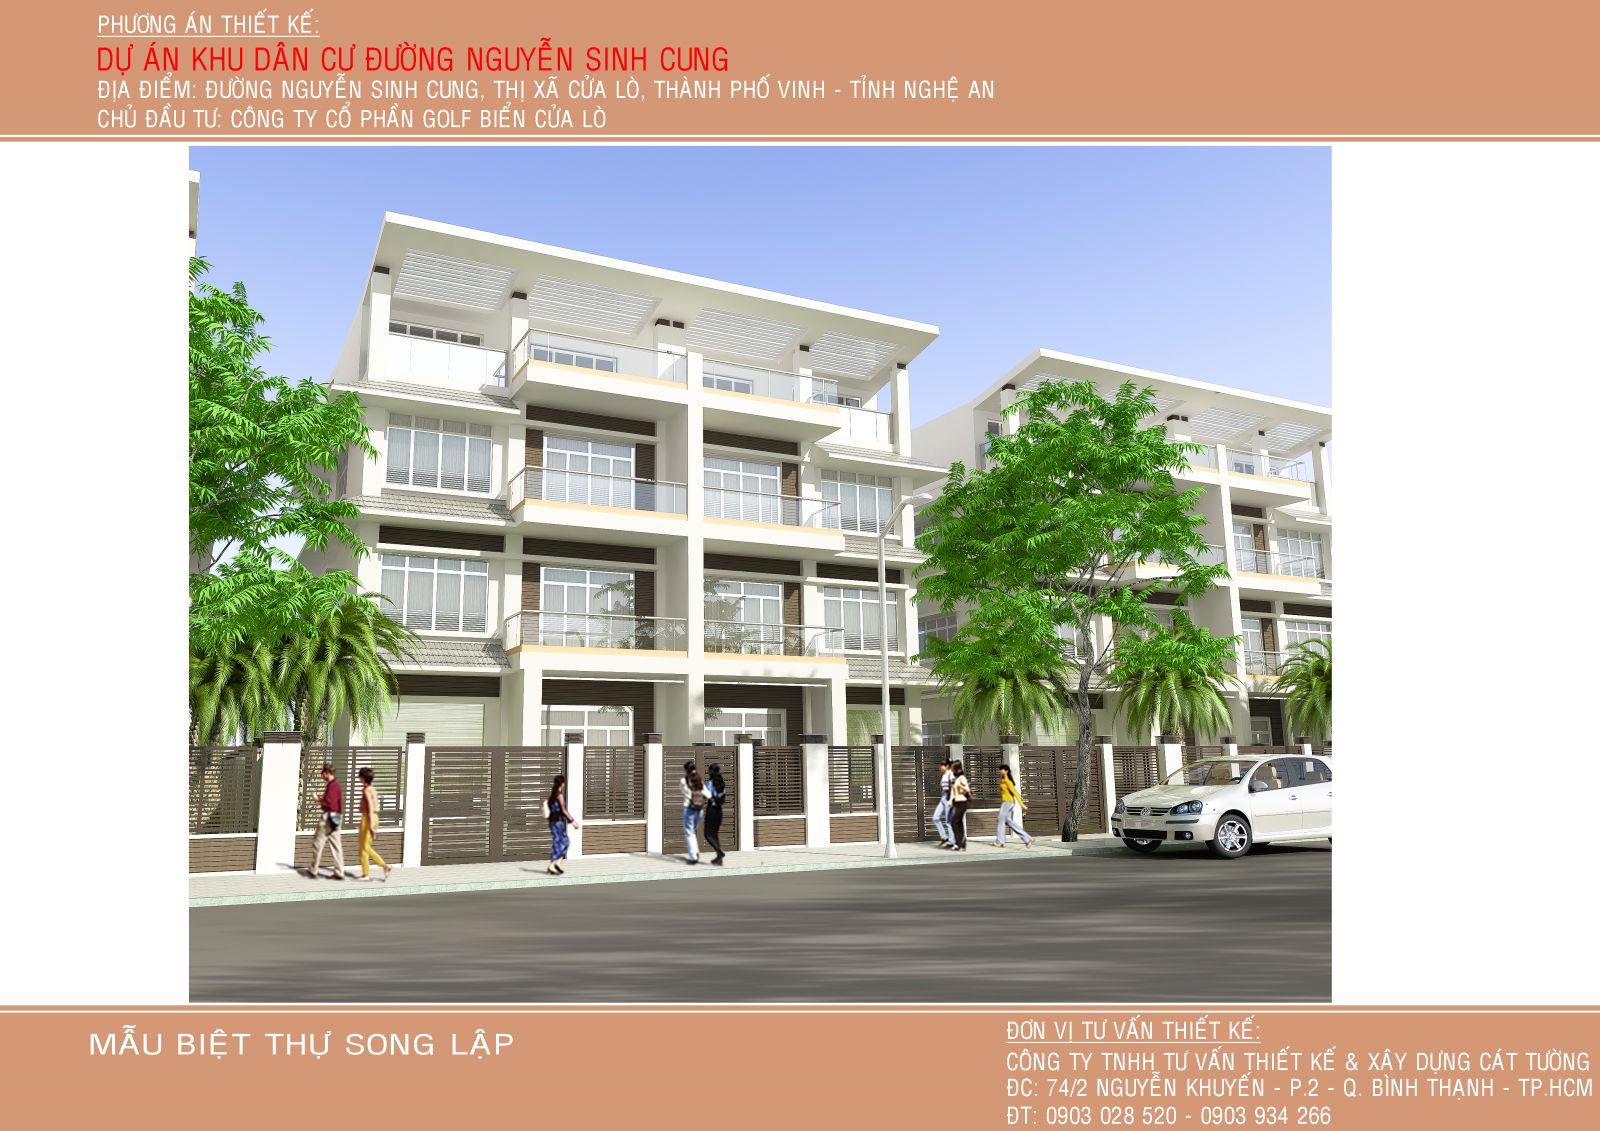 PHƯƠNG ÁN THIẾT KẾ:
DỰ ÁN KHU DÂN CƯ ĐƯỜNG NGUYỄN SINH CUNG
ĐỊA ĐIỂM: ĐƯỜNG NGUYỄN SINH CUNG, THỊ XÃ CỬA LÒ, THÀNH PHỐ VINH - TỈNH NGHỆ AN
CHỦ ĐẦU TƯ: CÔNG TY CỔ PHẦN GOLF BIỂN CỬA LÒ
MẪU BIỆT THỰ SONG LẬP
ĐƠN VỊ TƯ VẤN THIẾT KẾ:
CÔNG TY TNHH TƯ VẤN THIẾT KẾ & XÂY DỰNG CÁT TƯỜNG
ĐC: 74/2 NGUYỄN KHUYẾN - P.2 - Q. BÌNH THẠNH - TP.HCM
ĐT: 0903 028 520 - 0903 934 266